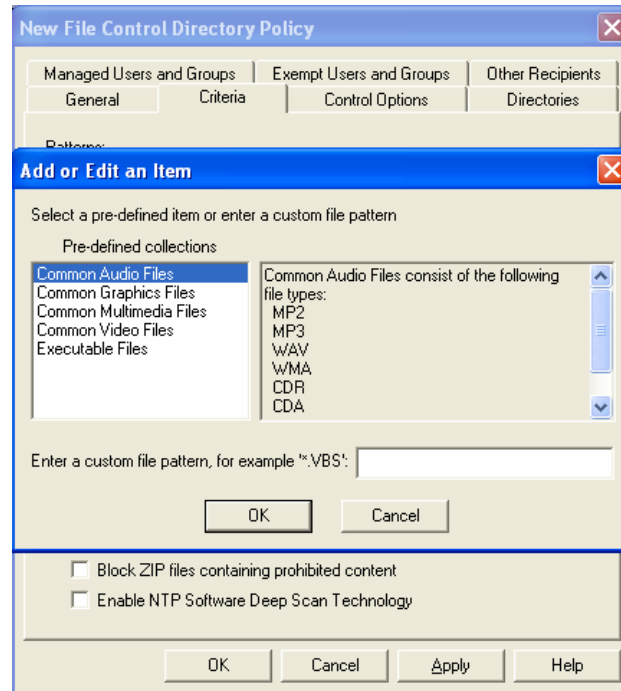 New File Control Directory Policy
Managed Users and Groups Exempt Users and Groups Other Recipients
General Criteria Control Options Directories
Patterns:
Add or Edit an Item
Select a pre-defined item or enter a custom file pattern
Pre-defined collections
Common Audio Files
Common Graphics Files
Common Multimedia Files
Common Video Files
Executable Files
Common Audio Files consist of the following
file types:
MP2
MP3
WAV
WMA
CDR
CDA
Enter a custom file pattern, for example '*.VBS':
OK Cancel
Block ZIP files containing prohibited content
Enable NTP Software Deep Scan Technology
OK Cancel Apply Help